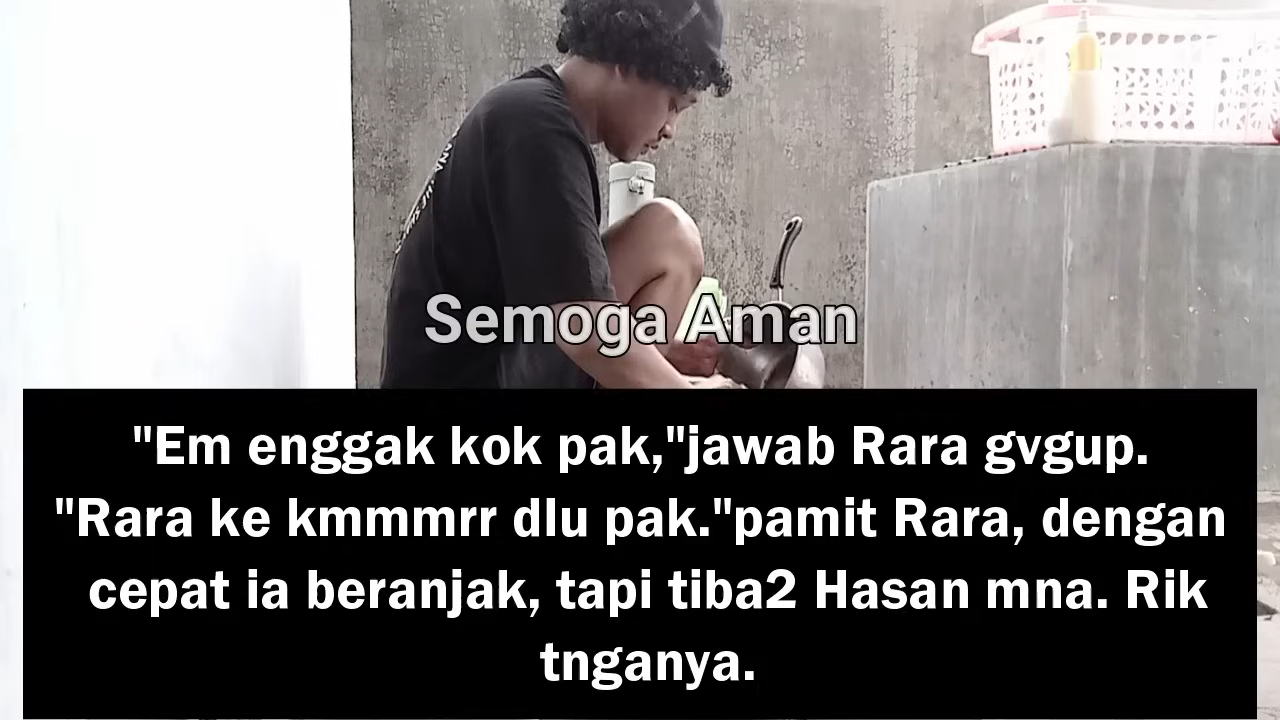 Semoga Aman
"Em enggak kok pak,"jawab Rara gvgup.
"Rara ke kmmmrr dlu pak."pamit Rara, dengan
cepat ia beranjak, tapi tiba2 Hasan mna. Rik
tnganya.